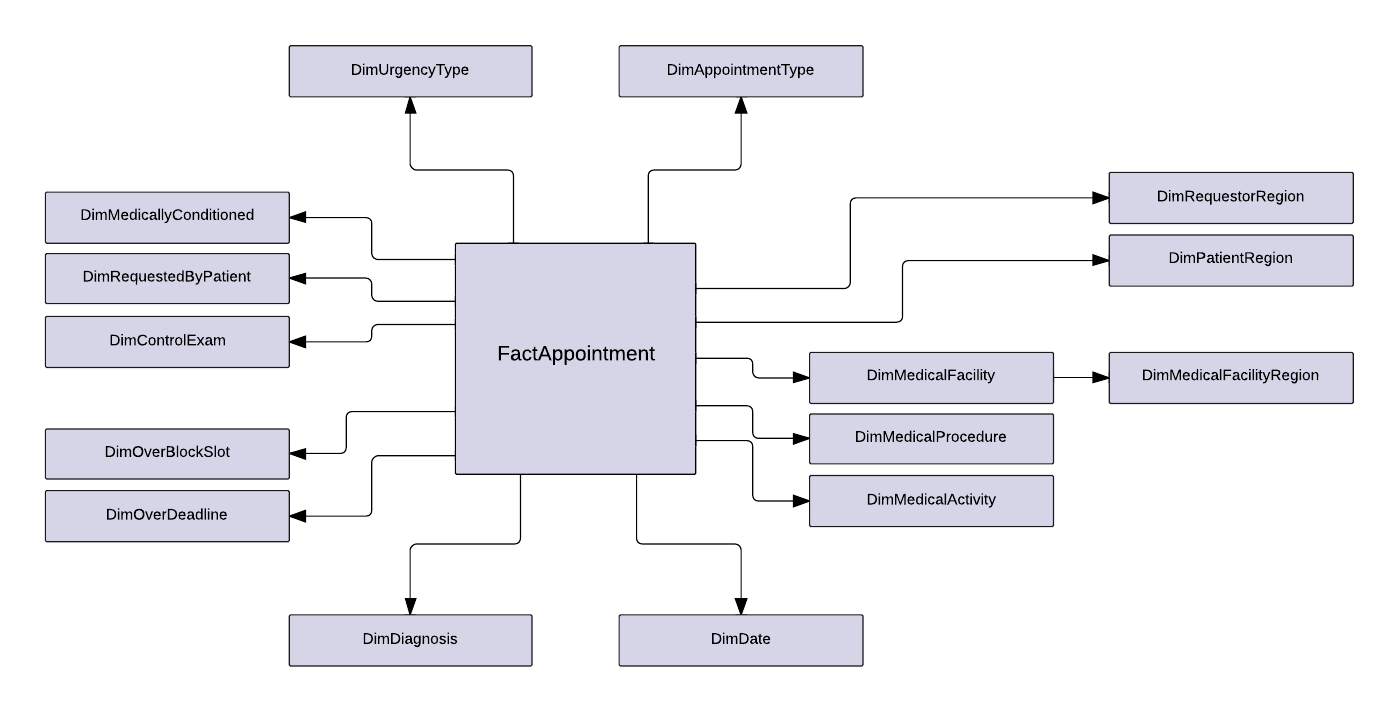 DimUrgencyType
DimAppointmentType
DimRequestorRegion
DimMedicallyConditioned
DimPatientRegion
DimRequestedByPatient
DimControlExam
FactAppointment
DimMedicalFacility
DimMedicalFacilityRegion
DimMedicalProcedure
DimOverBlockSlot
DimMedicalActivity
DimOverDeadline
DimDiagnosis
DimDate